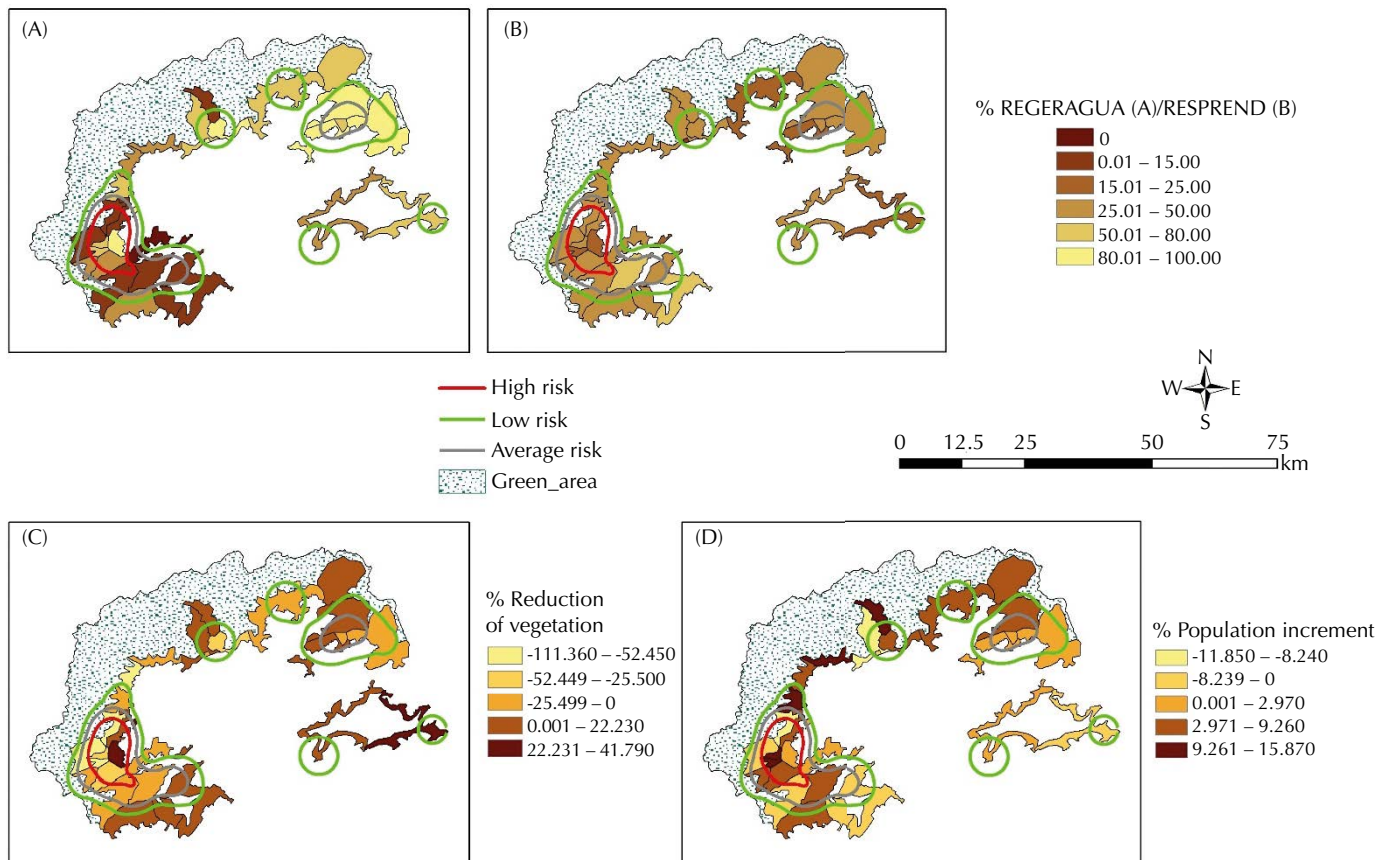 (A)
(B)
% REGERAGUA (A)/RESPREND (B)
0
0.01 – 15.00
15.01 – 25.00
25.01 – 50.00
50.01 – 80.00
80.01 – 100.00
High risk
Low risk
Average risk
Green_area
N
W E
S
0 12.5 25 50 75
km
(C)
% Reduction
of vegetation
-111.360 – -52.450
-52.449 – -25.500
-25.499 – 0
0.001 – 22.230
22.231 – 41.790
(D)
% Population increment
-11.850 – -8.240
-8.239 – 0
0.001 – 2.970
2.971 – 9.260
9.261 – 15.870